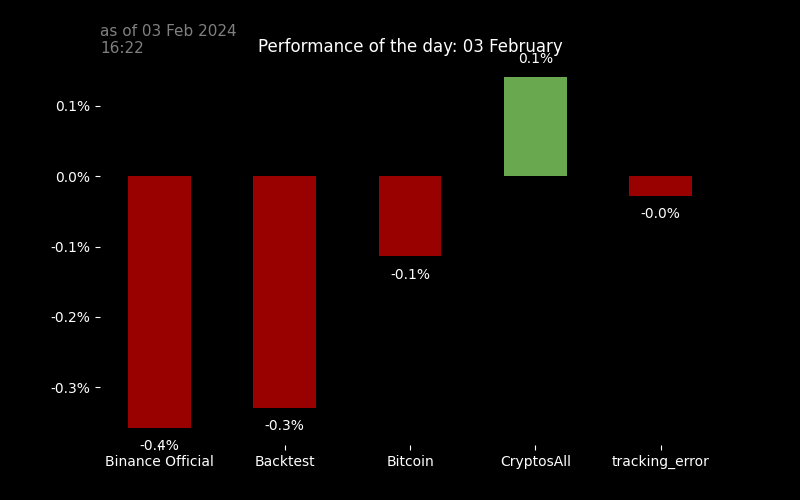 as of 03 Feb 2024
16:22
Performance of the day: 03 February
0.1%
0.1%
0.0%
-0.0%
-0.1%
-0.1%
-0.2%
-0.3%
-0.3%
-0.4%
Binance Official
Backtest
Bitcoin
CryptosAll
tracking_error